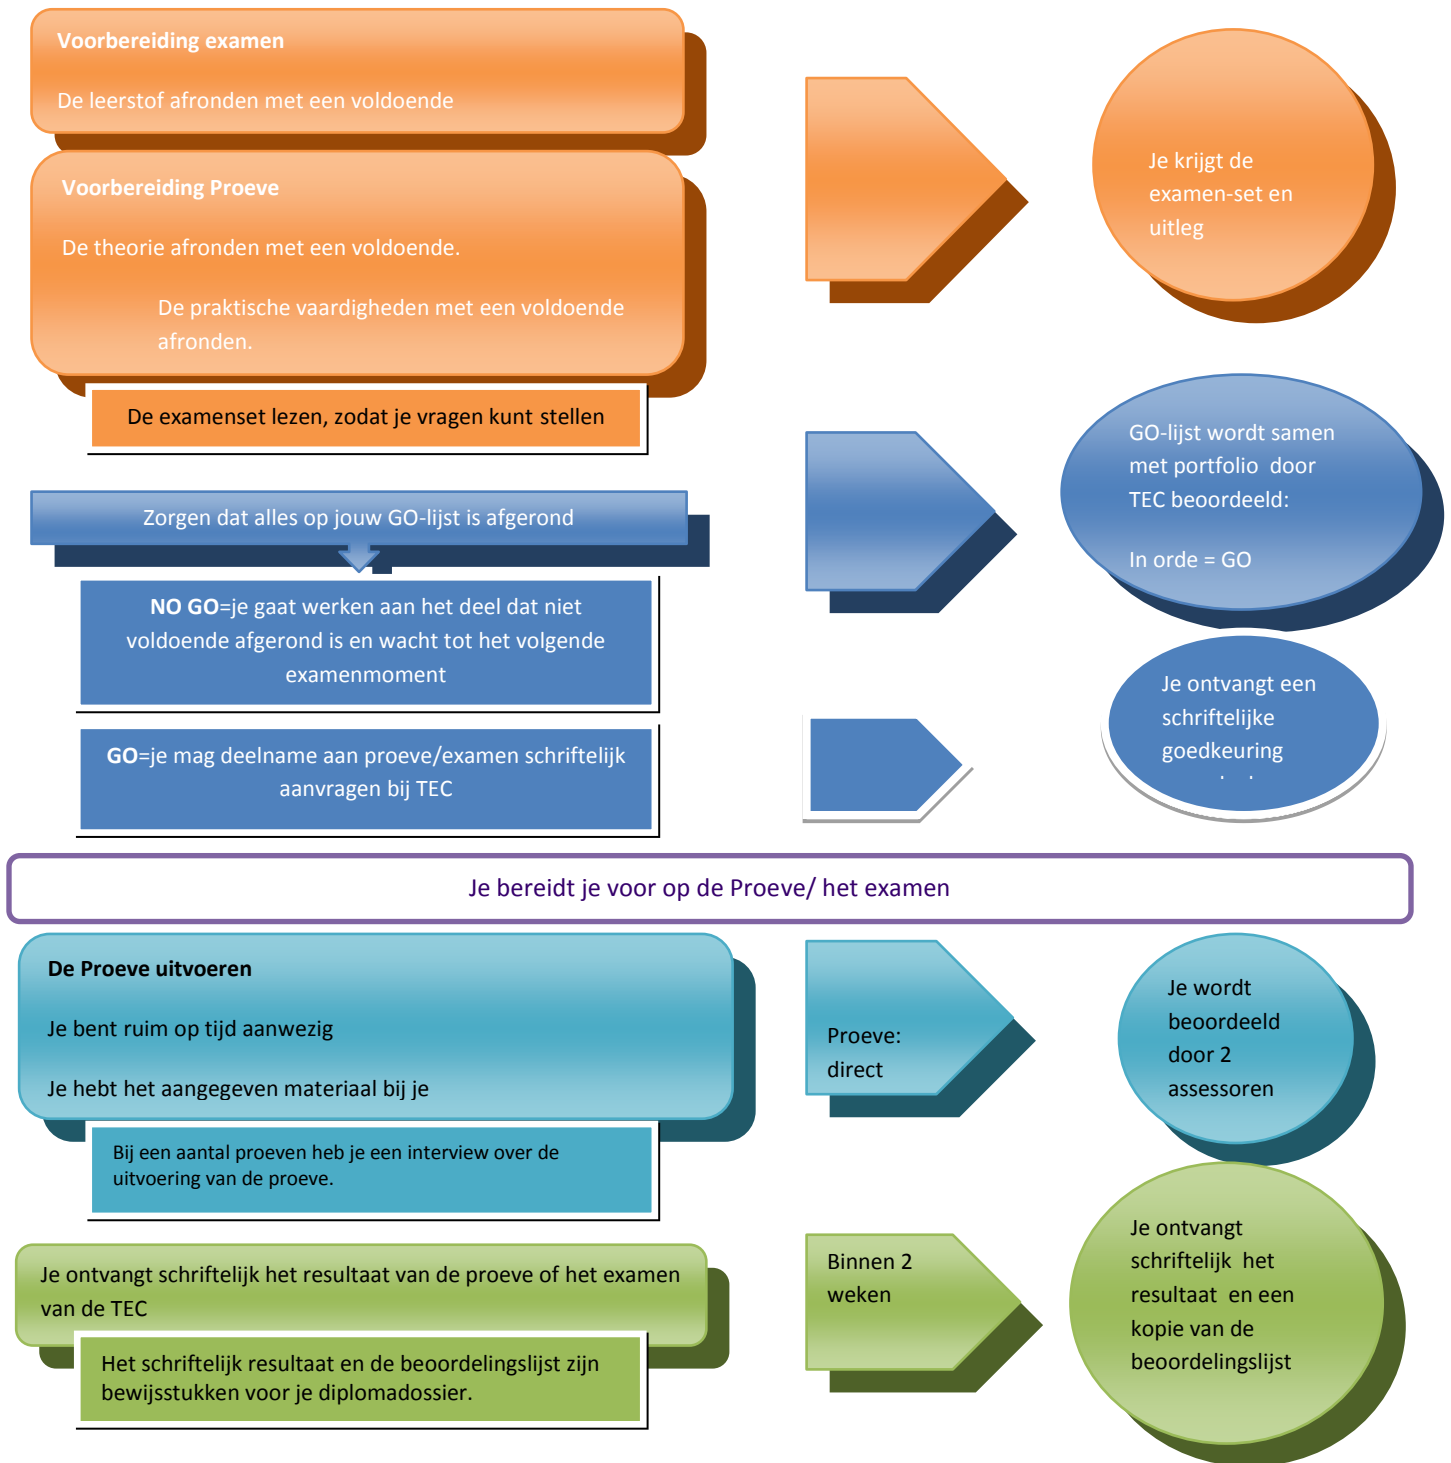 Voorbereiding examen
De leerstof afronden met een voldoende
Je krijgt de
examen-set en
uitleg
Voorbereiding Proeve
De theorie afronden met een voldoende.
De praktische vaardigheden met een voldoende
afronden.
De examenset lezen, zodat je vragen kunt stellen
GO-lijst wordt samen
met portfolio door
TEC beoordeeld:
In orde = GO
Zorgen dat alles op jouw GO-lijst is afgerond
NO GO=je gaat werken aan het deel dat niet
voldoende afgerond is en wacht tot het volgende
examenmoment
GO=je mag deelname aan proeve/examen schriftelijk
aanvragen bij TEC
Je ontvangt een
schriftelijke
goedkeuring
Je bereidt je voor op de Proeve/ het examen
De Proeve uitvoeren
Je bent ruim op tijd aanwezig
Je hebt het aangegeven materiaal bij je
Proeve:
direct
Je wordt
beoordeeld
door 2
assessoren
Bij een aantal proeven heb je een interview over de
uitvoering van de proeve.
Je ontvangt schriftelijk het resultaat van de proeve of het examen
van de TEC
Binnen 2
weken
Je ontvangt
schriftelijk het
resultaat en een
kopie van de
beoordelingslijst
Het schriftelijk resultaat en de beoordelingslijst zijn
bewijsstukken voor je diplomadossier.